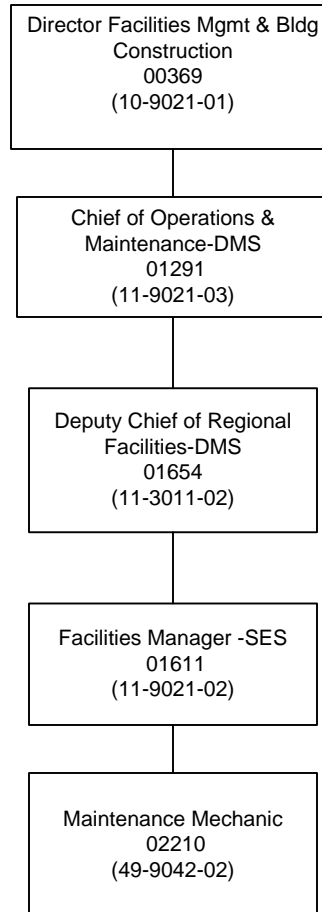 Director Facilities Mgmt & Bldg
Construction
00369
(10-9021-01)
Chief of Operations &
Maintenance-DMS
01291
(11-9021-03)
Deputy Chief of Regional
Facilities-DMS
01654
(11-3011-02)
Facilities Manager -SES
01611
(11-9021-02)
Maintenance Mechanic
02210
(49-9042-02)